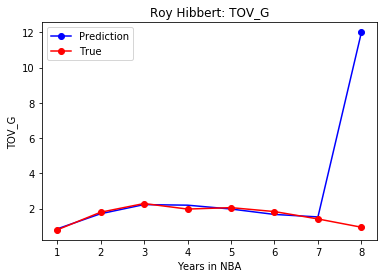 Roy Hibbert: TOV_G
Prediction
True
12
10
8
6
4
2
TOV_G
1 2 3 4 5 6 7 8
Years in NBA